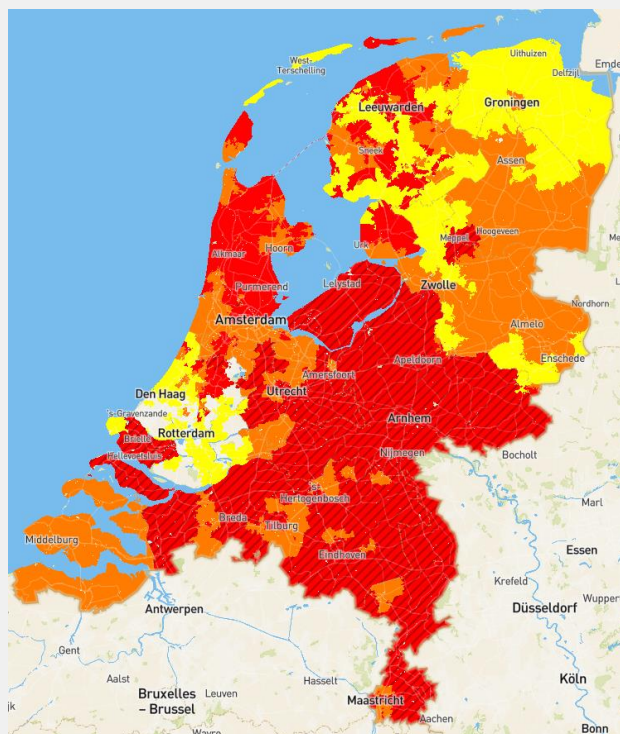 Uithuizen
Emde
West-
Terschelling
Delfzijl
Leeuwarden
Groningen
Sneek
Assen
Hoorn
Urk
Meppel
Hoogeveen
Alkmaar
Purmerend
Lelystad
Zwolle
Nordhorn
Amsterdam
Almelo
Enschede
Apeldoorn
Amersfoort
Utrecht
Den Haag
's-Gravenzande
Arnhem
Rotterdam
Brielle
Hellevoetsluis
Nijmegen
Bocholt
's-
Hertogenbosch
Marl
Breda
Tilburg
Middelburg
Eindhoven
Essen
Krefeld
Wupper
Antwerpen
Düsseldorf
Gent
Aalst
Hasselt
Köln
Bruxelles
– Brussel
Leuven
Maastricht
Aachen
Bonn